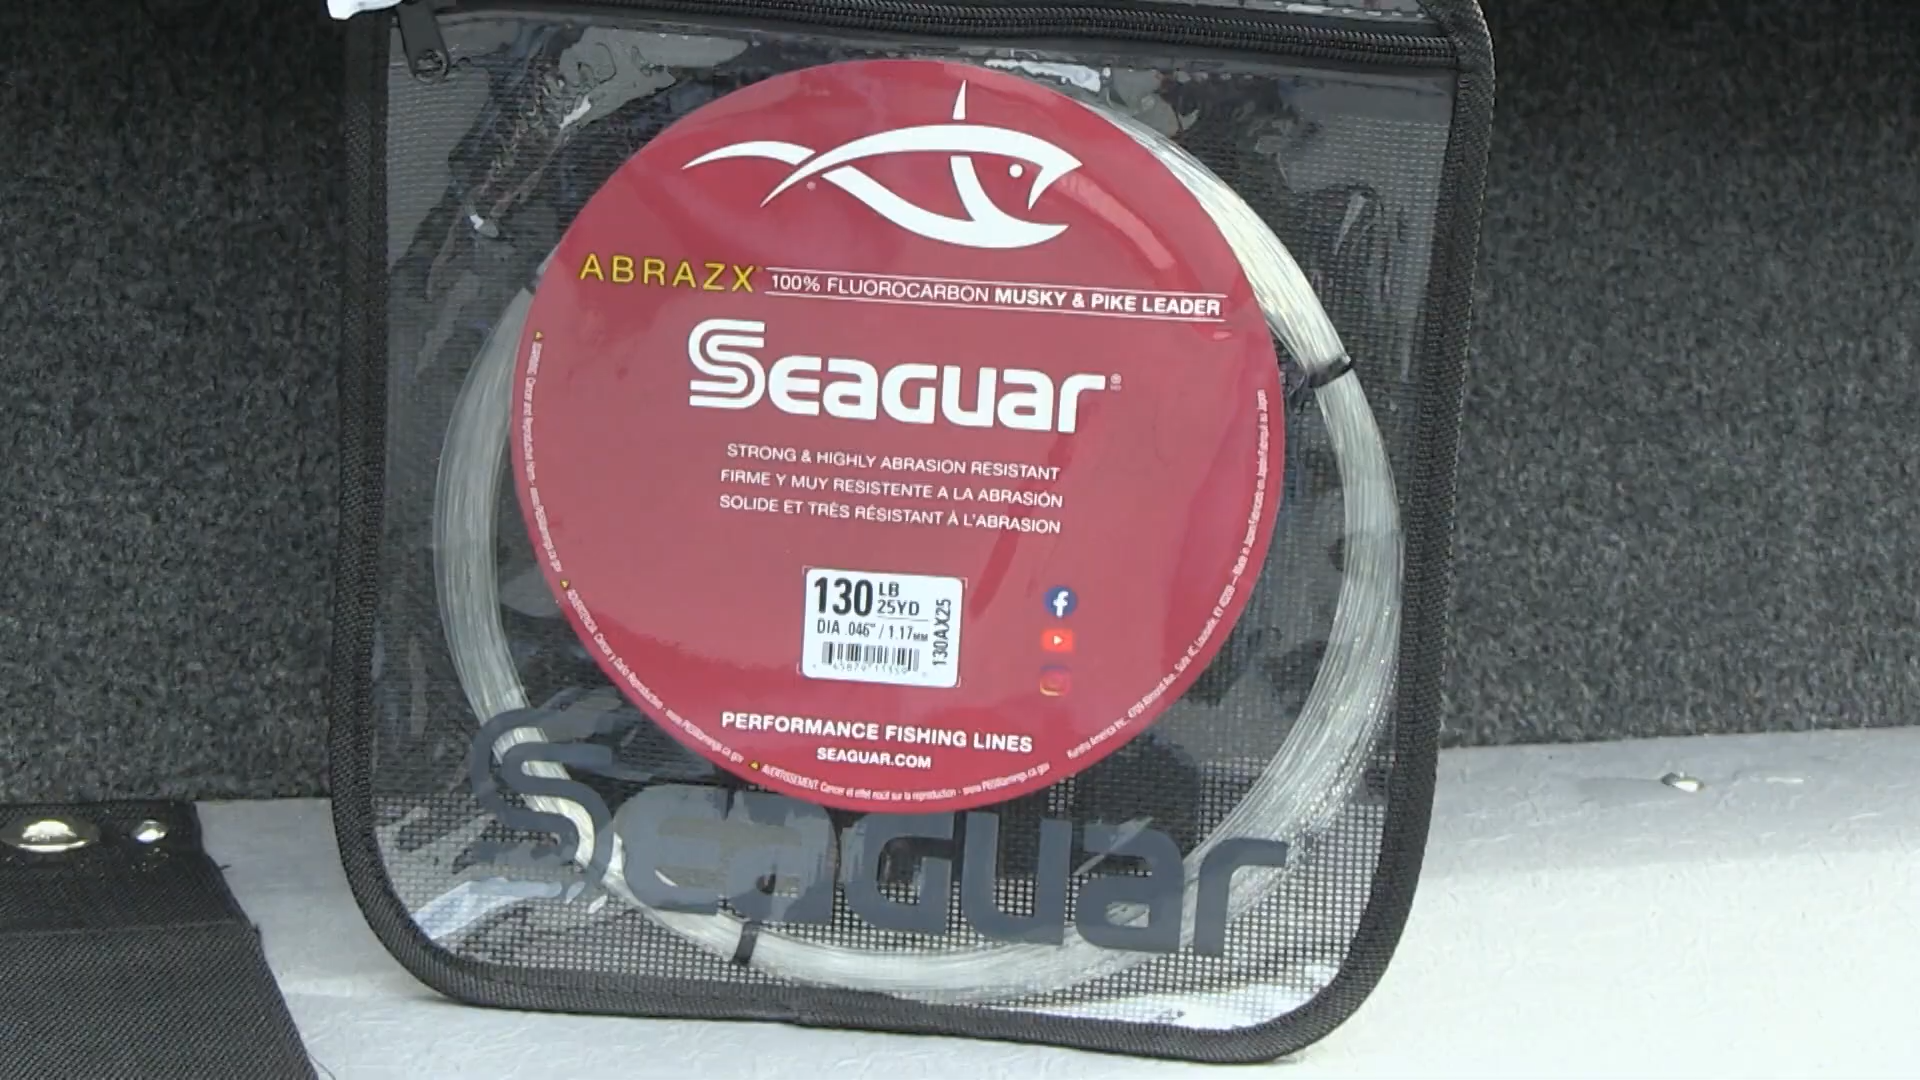 ABRAZX® 100% FLUOROCARBON MUSKY & PIKE LEADER
SEAGUAR®
STRONG & HIGHLY ABRASION RESISTANT
FIRME Y MUY RESISTENTE A LA ABRASIÓN
SOLIDE ET TRÈS RÉSISTANT À L'ABRASION
130 LB
25YD
DIA .046" / 1.17MM
130AX25
PERFORMANCE FISHING LINES
SEAGUAR.COM
Seaguar